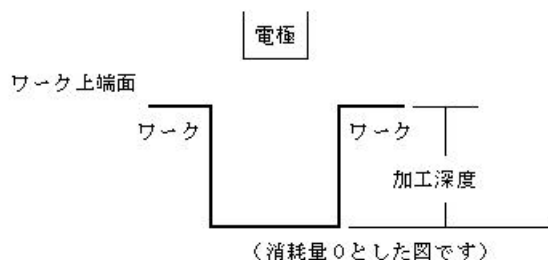 電極
ワーク上端面
ワーク
ワーク
加工深度
（消耗量０とした図です）